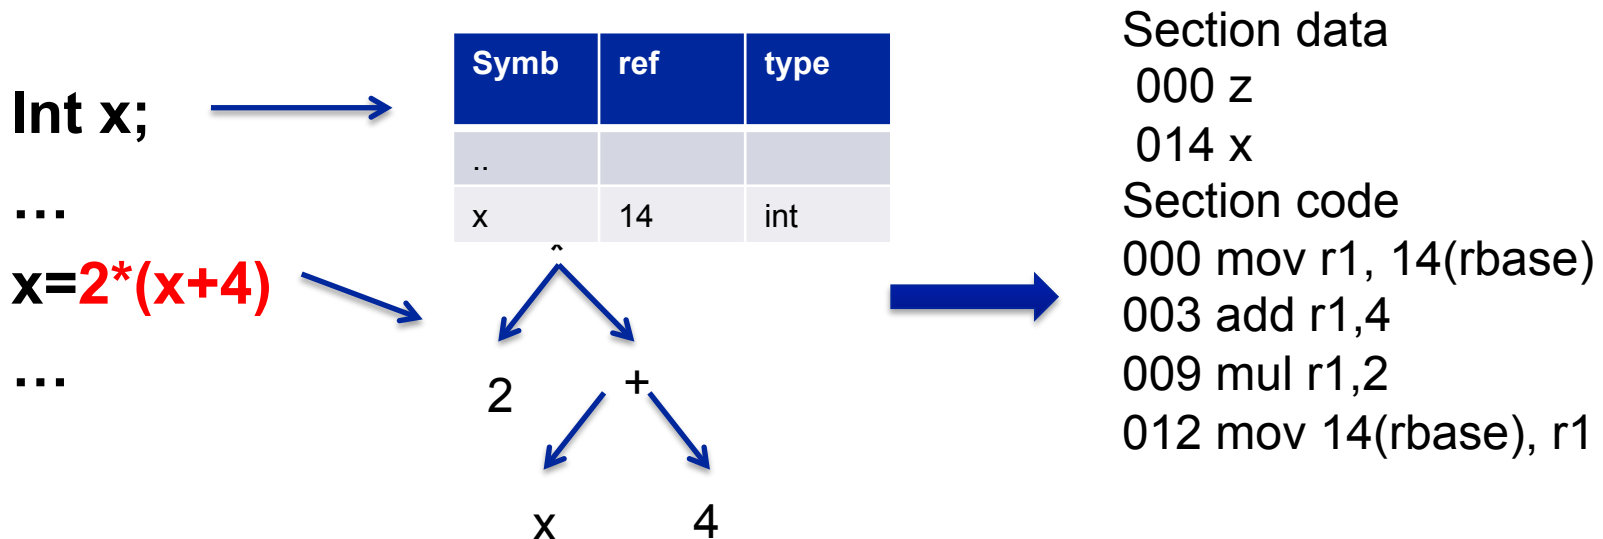 Int x;
…
x=2*(x+4)
…
Symb ref type
..
x 14 int
2 +
x 4
Section data
000 z
014 x
Section code
000 mov r1, 14(rbase)
003 add r1,4
009 mul r1,2
012 mov 14(rbase), r1